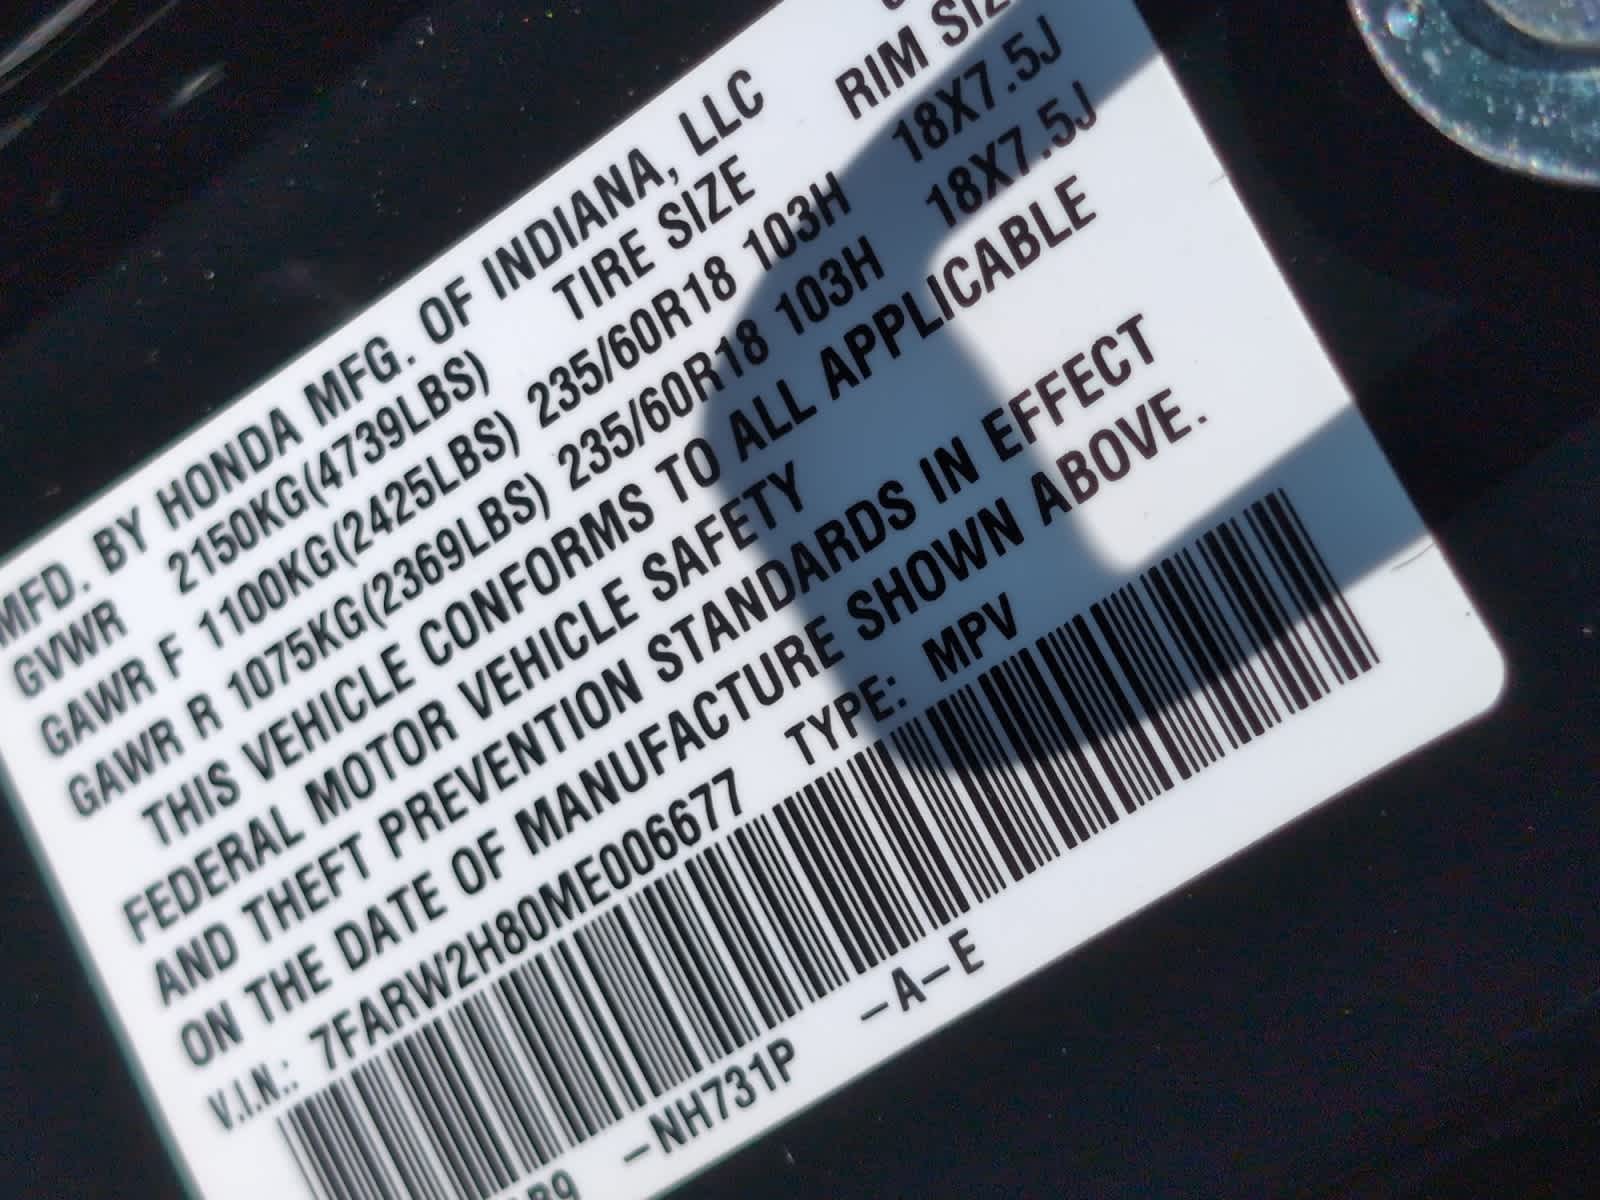 MFD. BY HONDA MFG. OF INDIANA, LLC
TIRE SIZE RIM
GVWR 2150KG(4739LBS)
GAWR F 1100KG(2425LBS) 235/60R18 103H 18X7.5J
GAWR R 1075KG(2369LBS) 235/60R18 103H 18X7.5J
THIS VEHICLE CONFORMS TO ALL APPLICABLE
FEDERAL MOTOR VEHICLE SAFETY
AND THEFT PREVENTION STANDARDS IN EFFECT
ON THE DATE OF MANUFACTURE SHOWN ABOVE.
V.I.N.: 7FARW2H80ME006677 TYPE: MPV
-NH731P -A-E